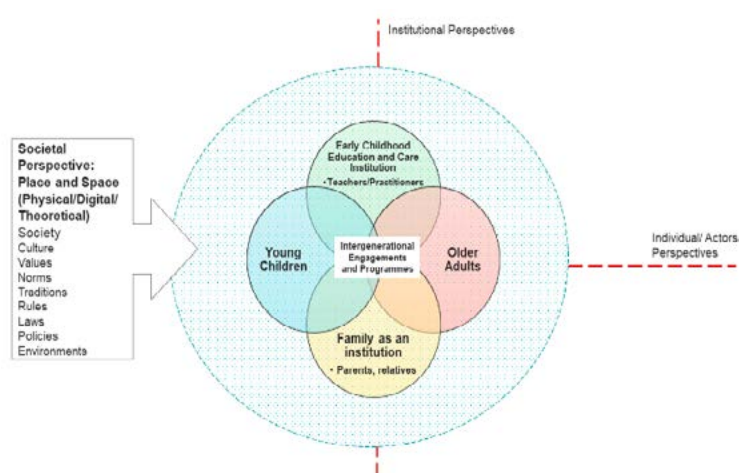 Institutional Perspectives
Societal
Perspective:
Place and Space
(Physical/Digital/
Theoretical)
Society
Culture
Values
Norms
Traditions
Rules
Laws
Policies
Environments
Early Childhood
Education and Care
Institution
• Teachers/Practitioners
Young
Children
Intergenerational
Engagements
and Programmes
Older
Adults
Individual/ Actors
Perspectives
Family as an
institution
• Parents, relatives